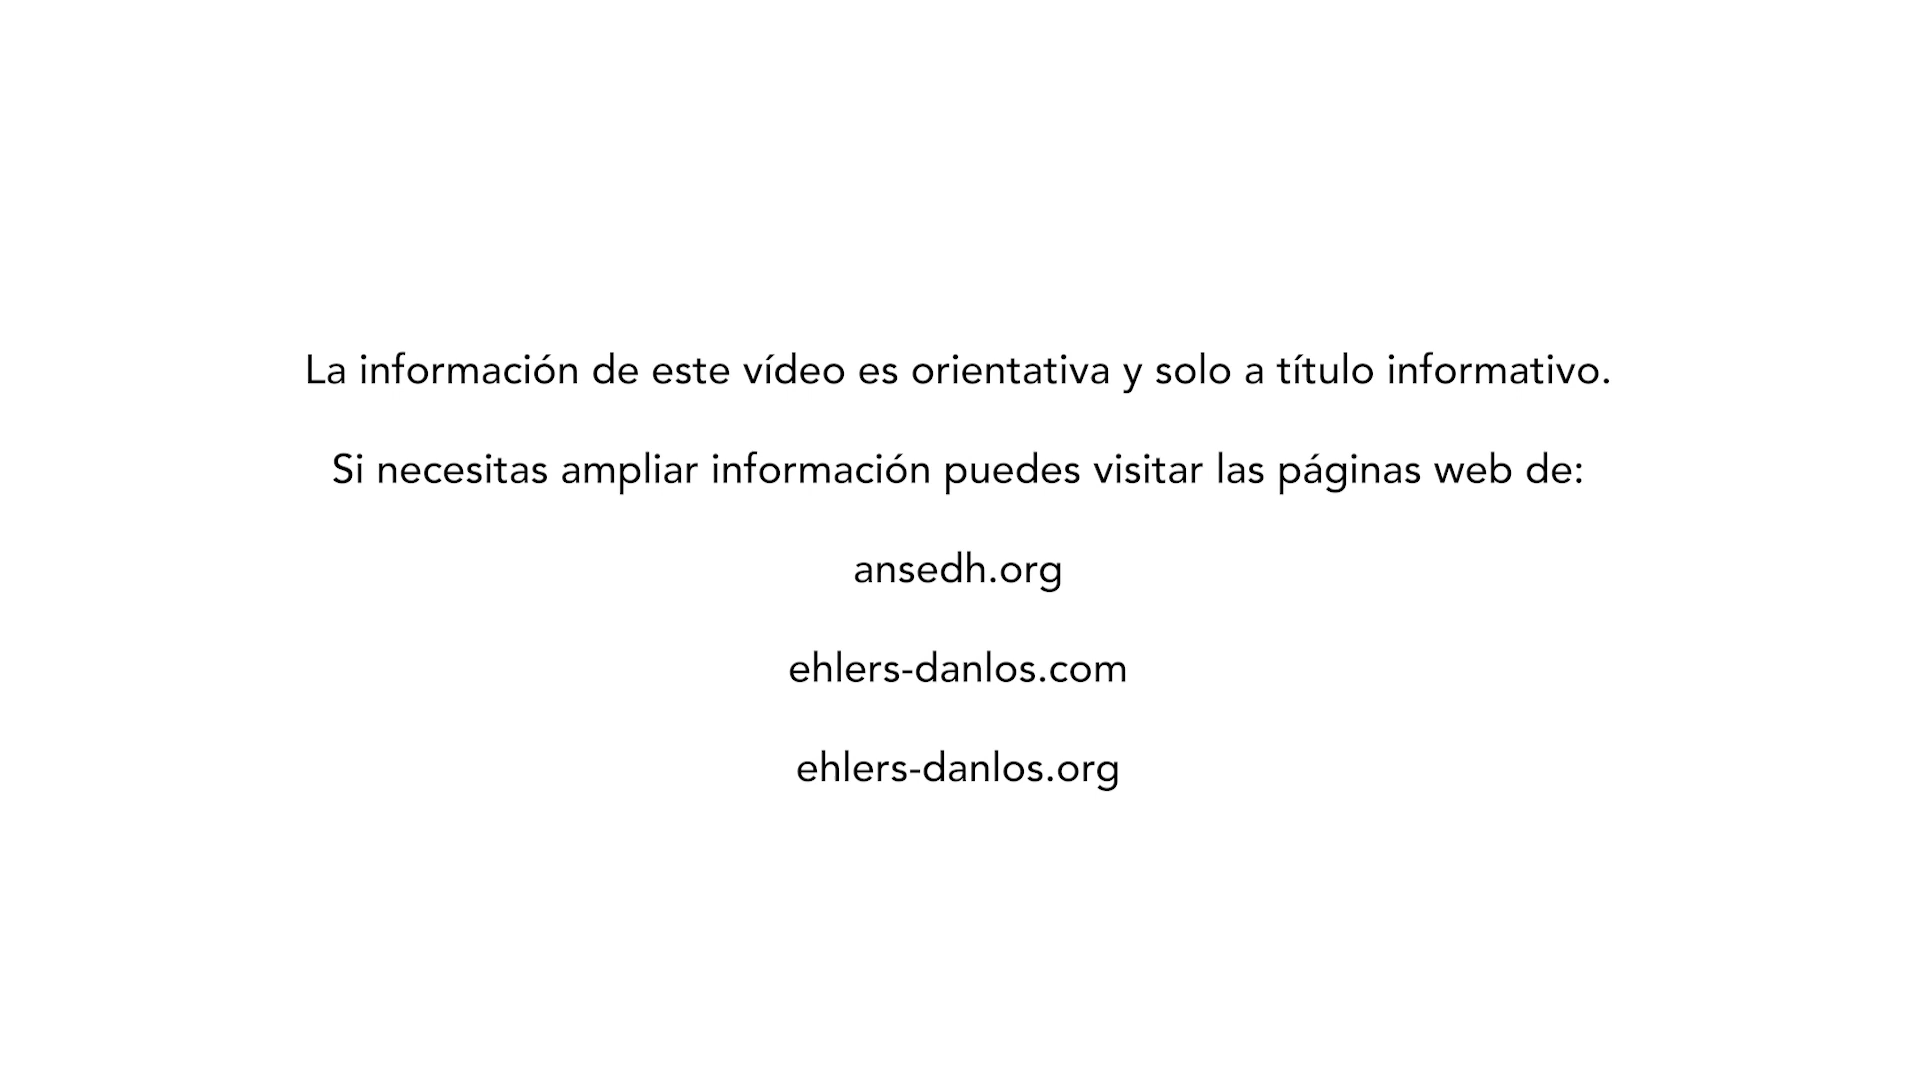 La información de este vídeo es orientativa y solo a título informativo.
Si necesitas ampliar información puedes visitar las páginas web de:
ansedh.org
ehlers-danlos.com
ehlers-danlos.org